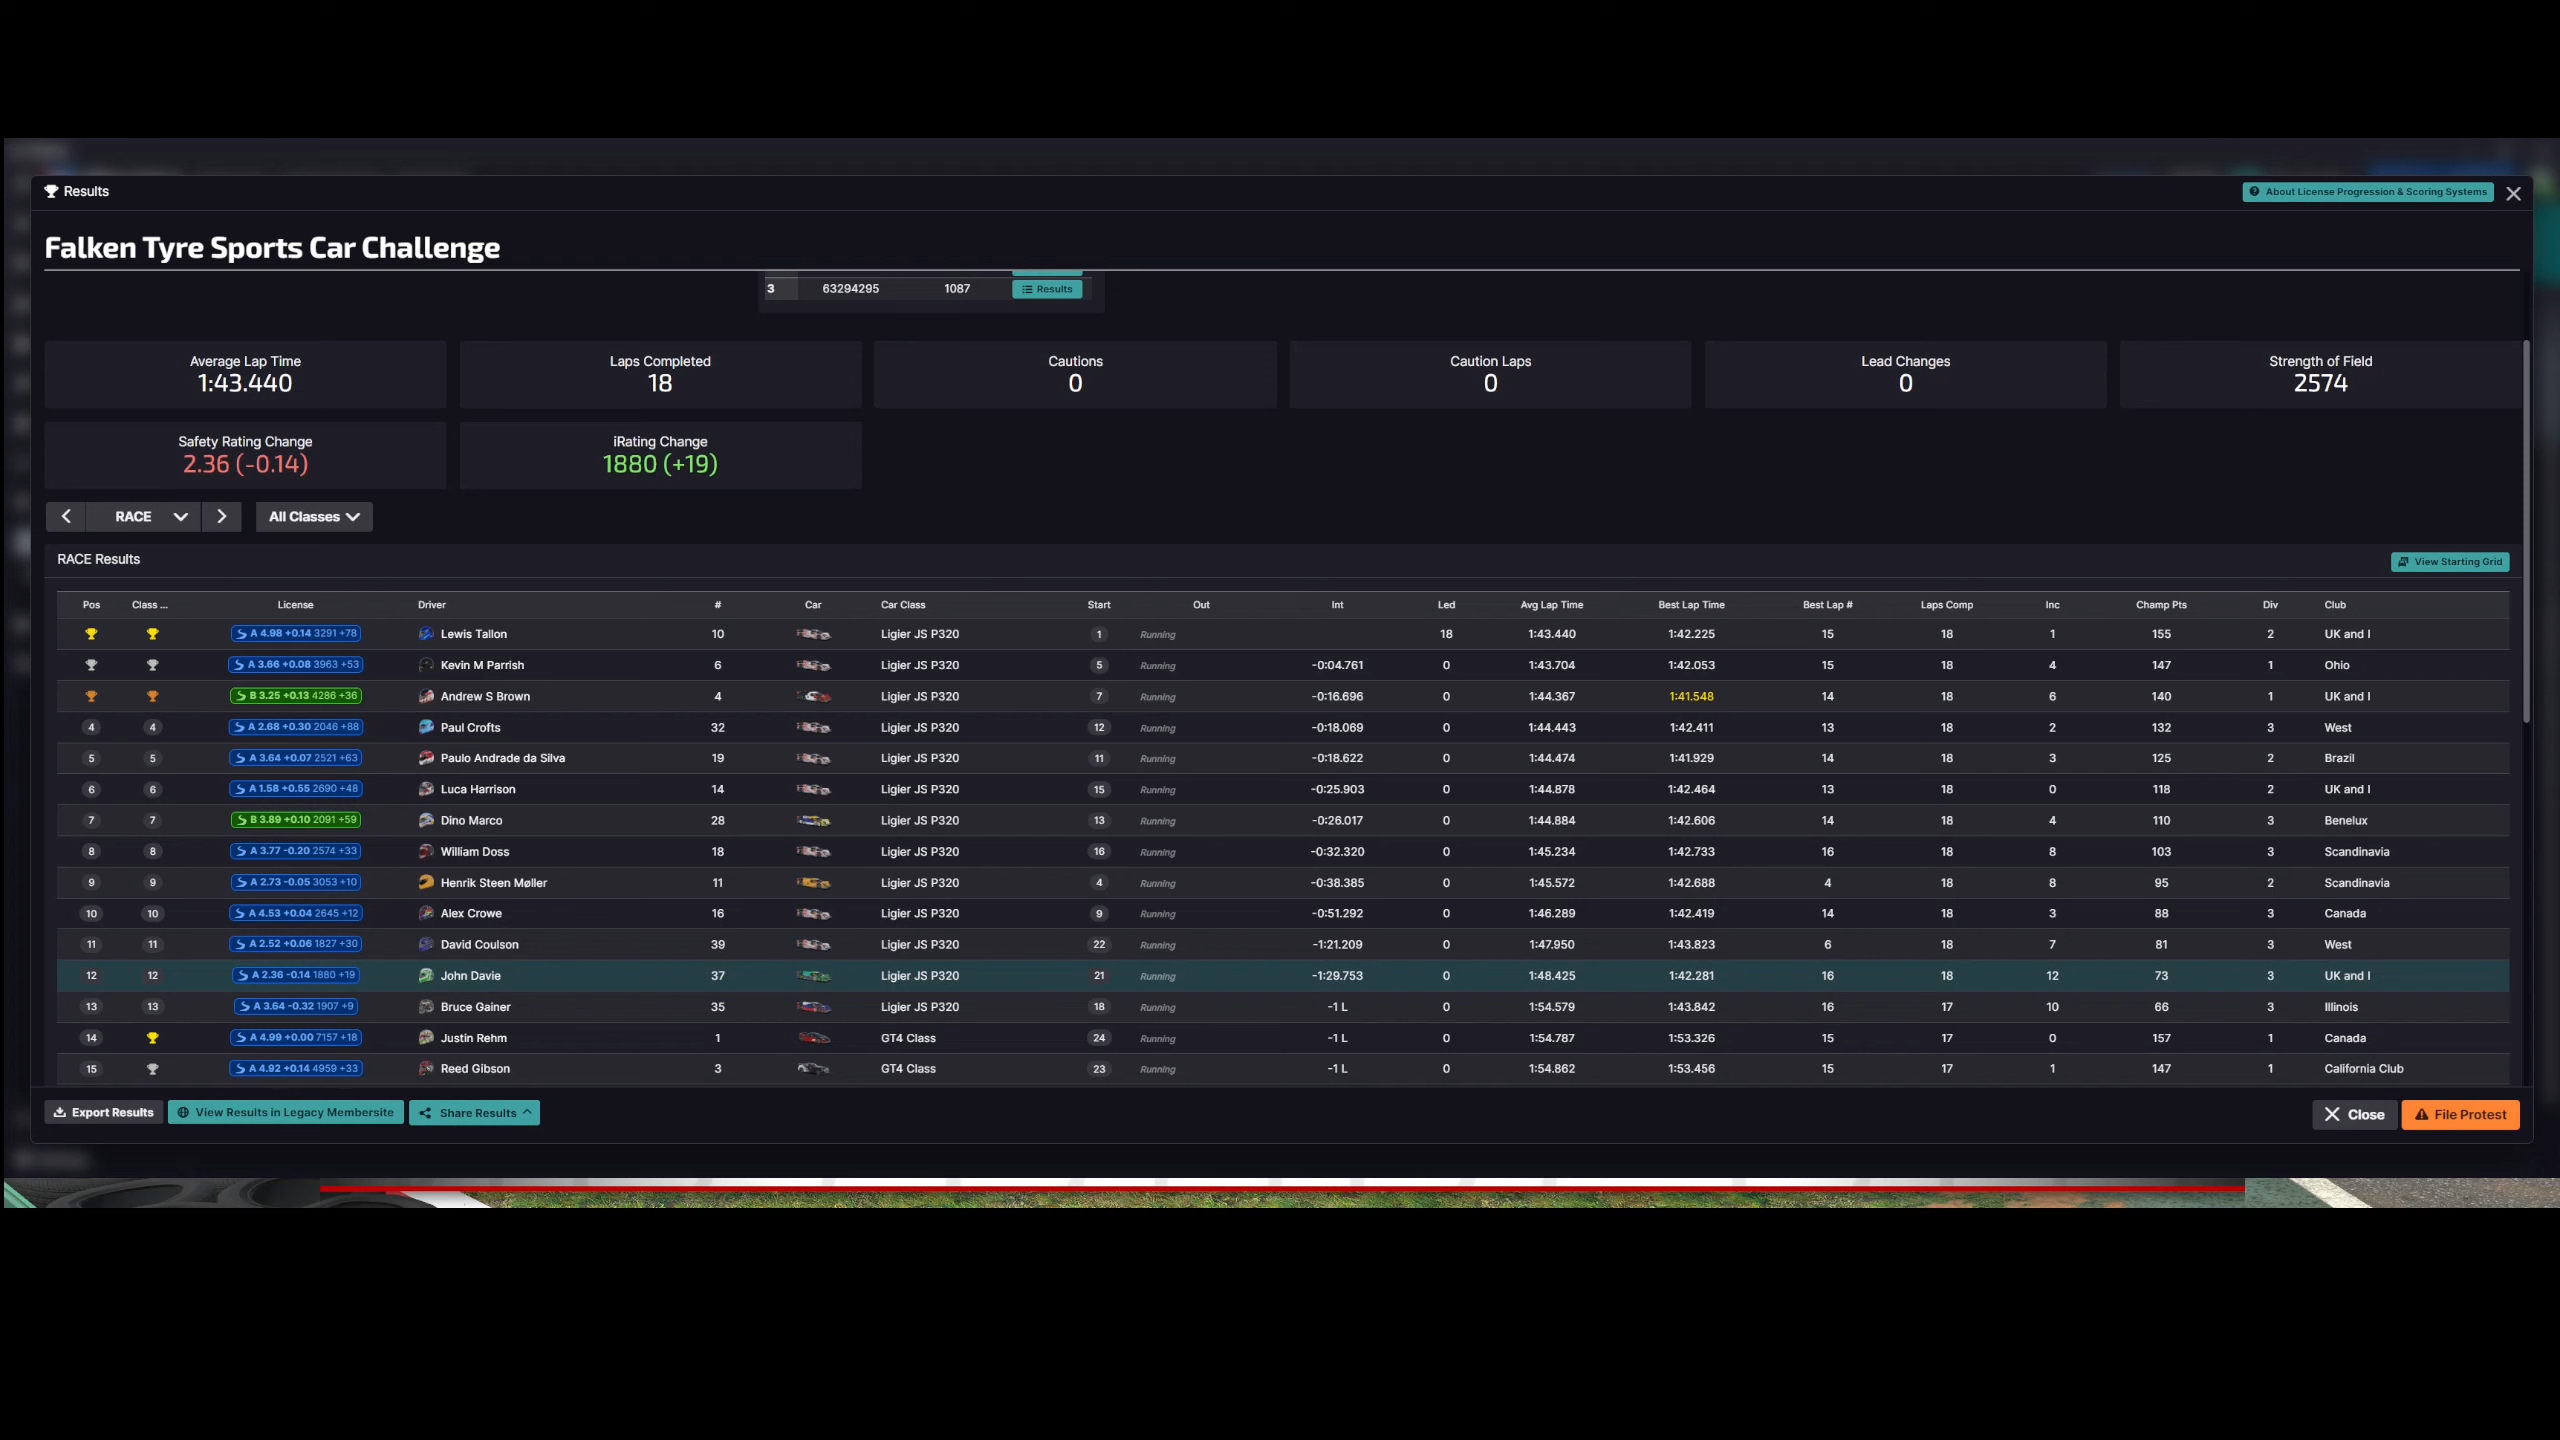 Results
About License Progression & Scoring Systems
Falken Tyre Sports Car Challenge
3 63294295 1087 Results
Average Lap Time Laps Completed Cautions Caution Laps Lead Changes Strength of Field
1:43.440 18 0 0 0 2574
Safety Rating Change iRating Change
2.36 (-0.14) 1880 (+19)
RACE All Classes
RACE Results View Starting Grid
Pos Class ... License Driver # Car Car Class Start Out Int Led Avg Lap Time Best Lap Time Best Lap # Laps Comp Inc Champ Pts Div Club
A 4.98 +0.14 3291 +78 Lewis Tallon 10 Ligier JS P320 1 Running 18 1:43.440 1:42.225 15 18 1 155 2 UK and I
A 3.66 +0.08 3963 +53 Kevin M Parrish 6 Ligier JS P320 5 Running -0:04.761 0 1:43.704 1:42.053 15 18 4 147 1 Ohio
B 3.25 +0.13 4286 +36 Andrew S Brown 4 Ligier JS P320 7 Running -0:16.696 0 1:44.367 1:41.548 14 18 6 140 1 UK and I
4 4 A 2.68 +0.30 2046 +88 Paul Crofts 32 Ligier JS P320 12 Running -0:18.069 0 1:44.443 1:42.411 13 18 2 132 3 West
5 5 A 3.64 +0.07 2521 +63 Paulo Andrade da Silva 19 Ligier JS P320 11 Running -0:18.622 0 1:44.474 1:41.929 14 18 3 125 2 Brazil
6 6 A 1.58 +0.55 2690 +48 Luca Harrison 14 Ligier JS P320 15 Running -0:25.903 0 1:44.878 1:42.464 13 18 0 118 2 UK and I
7 7 B 3.89 +0.10 2091 +59 Dino Marco 28 Ligier JS P320 13 Running -0:26.017 0 1:44.884 1:42.606 14 18 4 110 3 Benelux
8 8 A 3.77 -0.20 2574 +33 William Doss 18 Ligier JS P320 16 Running -0:32.320 0 1:45.234 1:42.733 16 18 8 103 3 Scandinavia
9 9 A 2.73 -0.05 3053 +10 Henrik Steen Møller 11 Ligier JS P320 4 Running -0:38.385 0 1:45.572 1:42.688 4 18 8 95 2 Scandinavia
10 10 A 4.53 +0.04 2645 +12 Alex Crowe 16 Ligier JS P320 9 Running -0:51.292 0 1:46.289 1:42.419 14 18 3 88 3 Canada
11 11 A 2.52 +0.06 1827 +30 David Coulson 39 Ligier JS P320 22 Running -1:21.209 0 1:47.950 1:43.823 6 18 7 81 3 West
12 12 A 2.36 -0.14 1880 +19 John Davie 37 Ligier JS P320 21 Running -1:29.753 0 1:48.425 1:42.281 16 18 12 73 3 UK and I
13 13 A 3.64 -0.32 1907 +9 Bruce Gainer 35 Ligier JS P320 18 Running -1 L 0 1:54.579 1:43.842 16 17 10 66 3 Illinois
14 A 4.99 +0.00 7157 +18 Justin Rehm 1 GT4 Class 24 Running -1 L 0 1:54.787 1:53.326 15 17 0 157 1 Canada
15 A 4.92 +0.14 4959 +33 Reed Gibson 3 GT4 Class 23 Running -1 L 0 1:54.862 1:53.456 15 17 1 147 1 California Club
Export Results View Results in Legacy Membersite Share Results Close File Protest